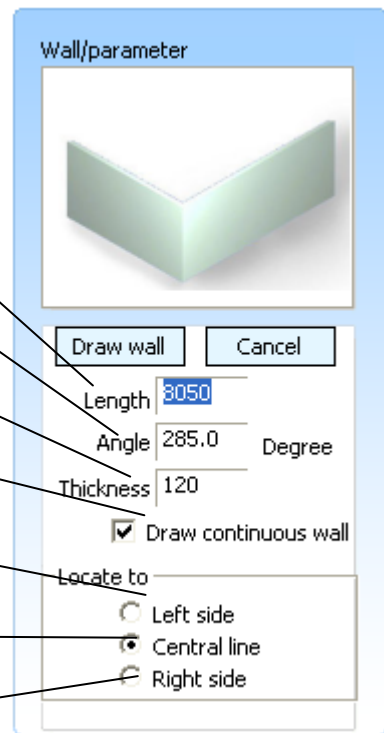 Wall/parameter
Draw wall Cancel
Length 8050
Angle 285.0 Degree
Thickness 120
Draw continuous wall
Locate to
Left side
Central line
Right side